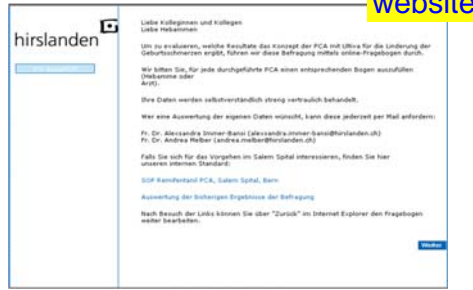 website
hirslanden
Liebe Kolleginnen und Kollegen
Liebe Hebammen
Um zu evaluieren, welche Resultate das Konzept der PCA mit Ultiva für die Linderung der
Geburtsschmerzen ergibt, führen wir diese Befragung mittels online-Fragebogen durch.
Wir bitten Sie, für jede durchgeführte PCA einen entsprechenden Bogen auszufüllen
(Hebamme oder
Arzt).
Ihre Daten werden selbstverständlich streng vertraulich behandelt.
Wer eine Auswertung der eigenen Daten wünscht, kann diese jederzeit per Mail anfordern:
Fr. Dr. Alexandra Immer-Bansi (alexandra.immer-bansi@hirslanden.ch)
Fr. Dr. Andrea Melber (andrea.melber@hirslanden.ch)
Falls Sie sich für das Vorgehen im Salem Spital interessieren, finden Sie hier
unseren internen Standard:
SOP Remifentanil PCA, Salem Spital, Bern
Auswertung der bisherigen Ergebnisse der Befragung
Nach Besuch der Links können Sie über "Zurück" im Internet Explorer den Fragebogen
weiter bearbeiten.
Weiter